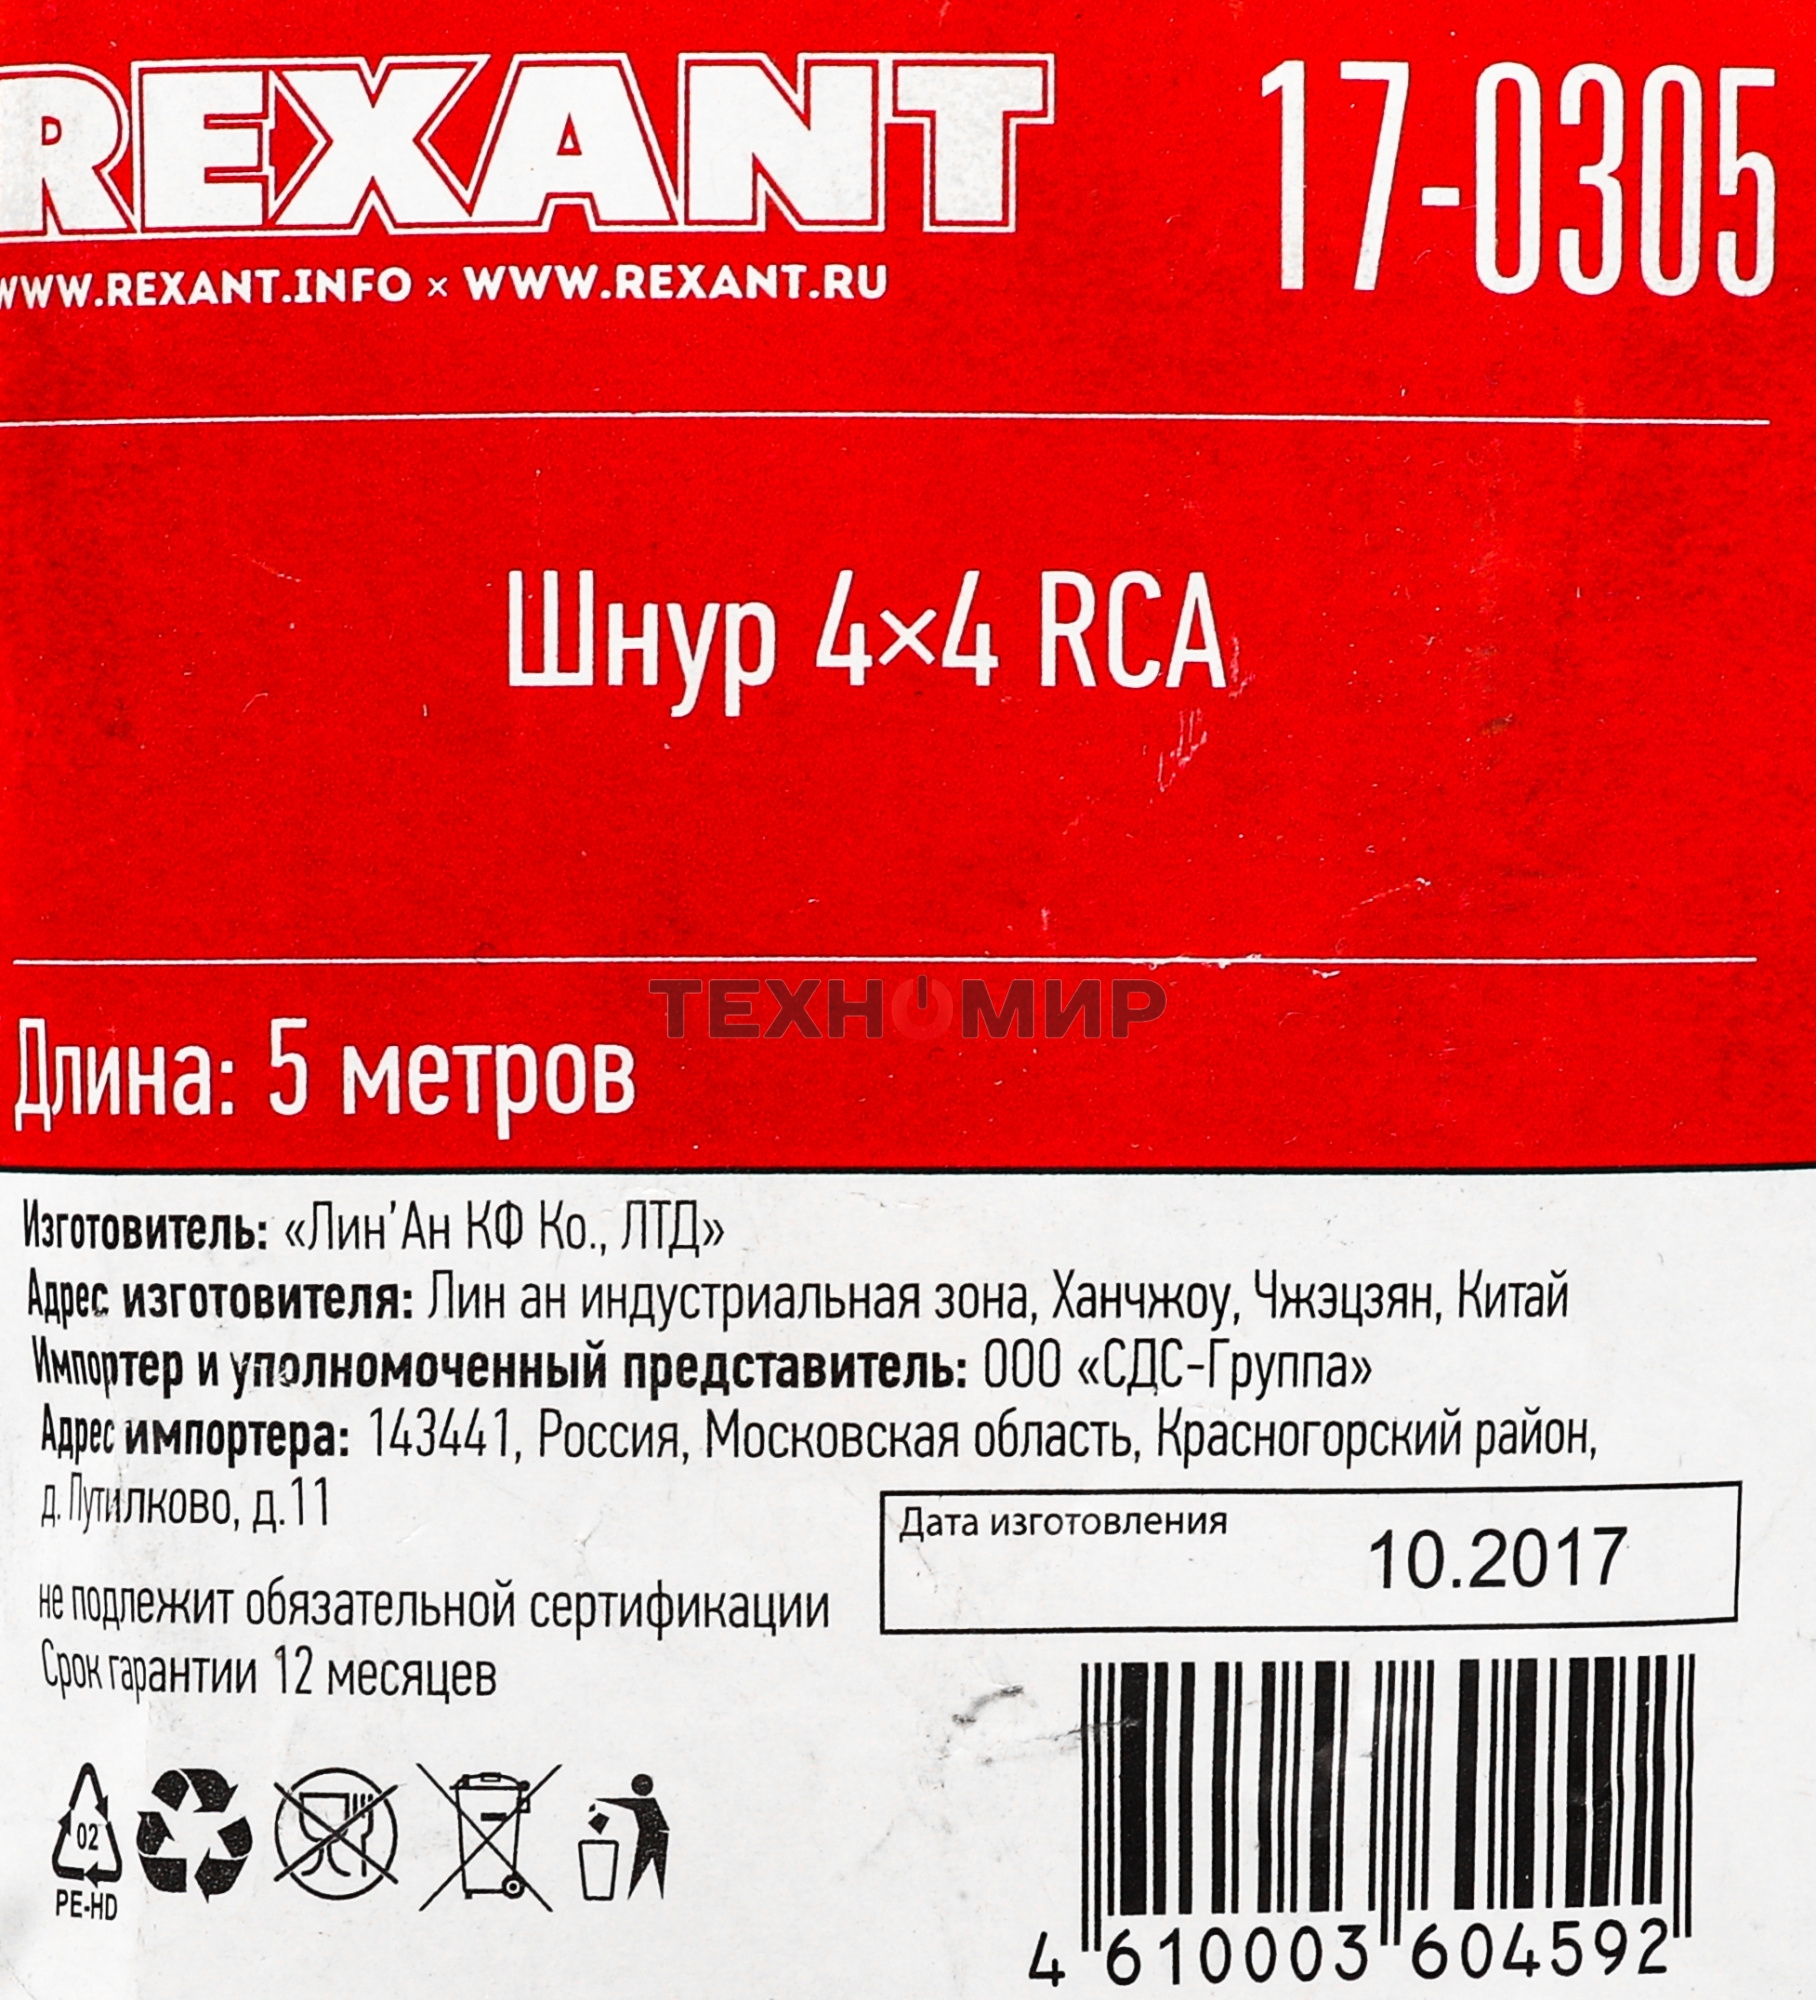 REXANT
17-0305
WWW.REXANT.INFO × WWW.REXANT.RU
Шнур 4×4 RCA
ТЕХНОМИР
Длина: 5 метров
Изготовитель: «Лин'Ан КФ Ко., ЛТД»
Адрес изготовителя: Лин ан индустриальная зона, Ханчжоу, Чжэцзян, Китай
Импортер и уполномоченный представитель: ООО «СДС-Группа»
Адрес импортера: 143441, Россия, Московская область, Красногорский район,
д. Путилково, д.11
Дата изготовления
10.2017
не подлежит обязательной сертификации
Срок гарантии 12 месяцев
02
PE-HD
4 610003 604592